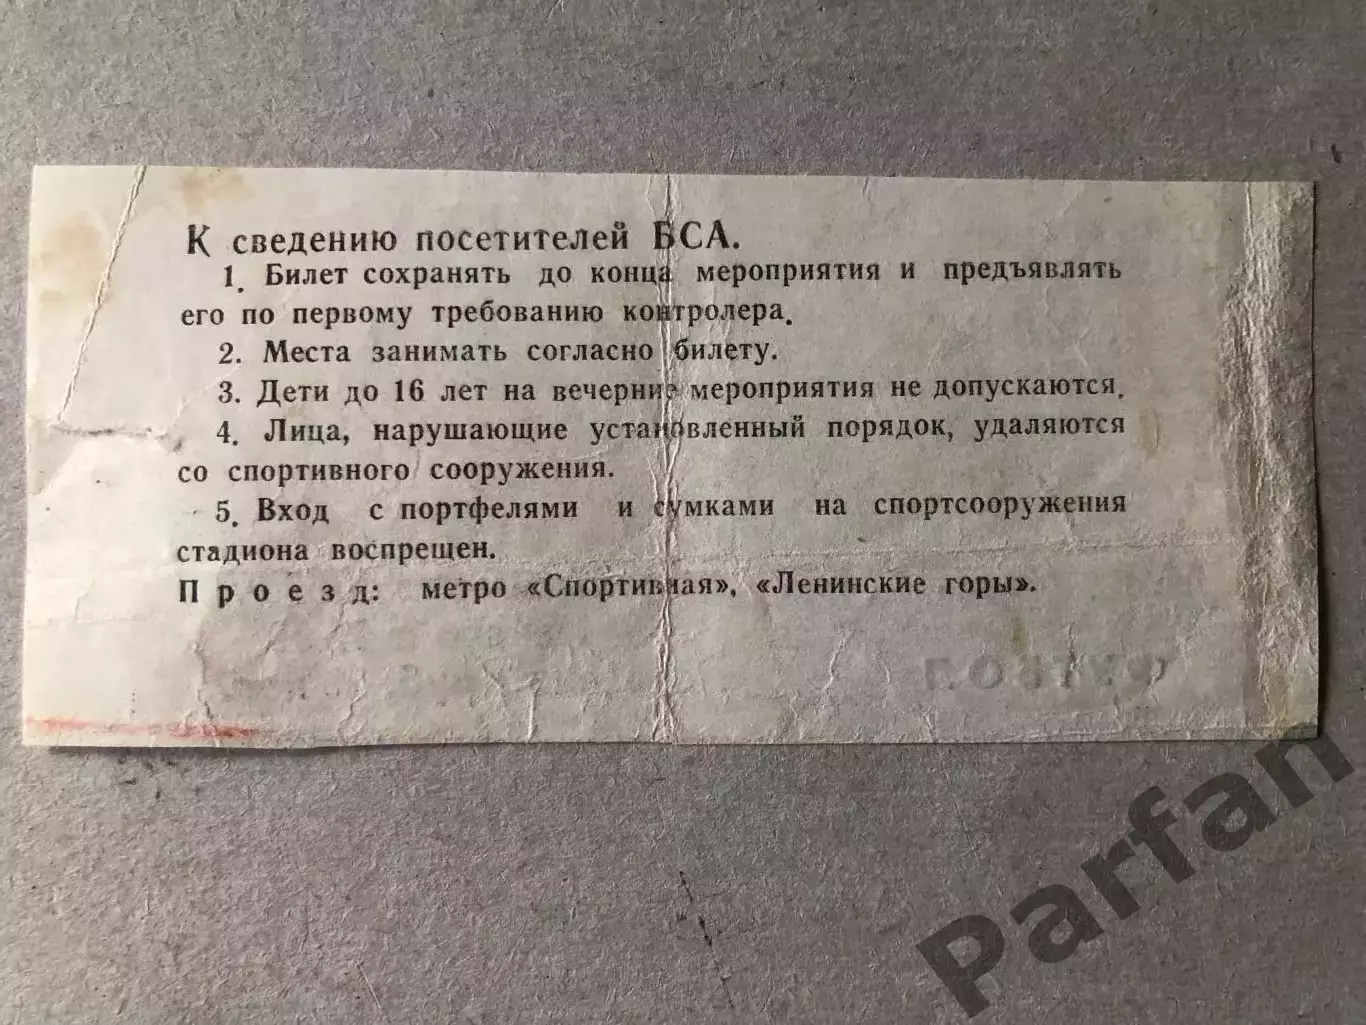 К сведению посетителей БСА.
1. Билет сохранять до конца мероприятия и предъявлять
его по первому требованию контролера.
2. Места занимать согласно билету.
3. Дети до 16 лет на вечерние мероприятия не допускаются.
4. Лица, нарушающие установленный порядок, удаляются
со спортивного сооружения.
5. Вход с портфелями и сумками на спортсооружения
стадиона воспрещен.
Проезд: метро «Спортивная», «Ленинские горы».
ФУТБОЛ
Parfan